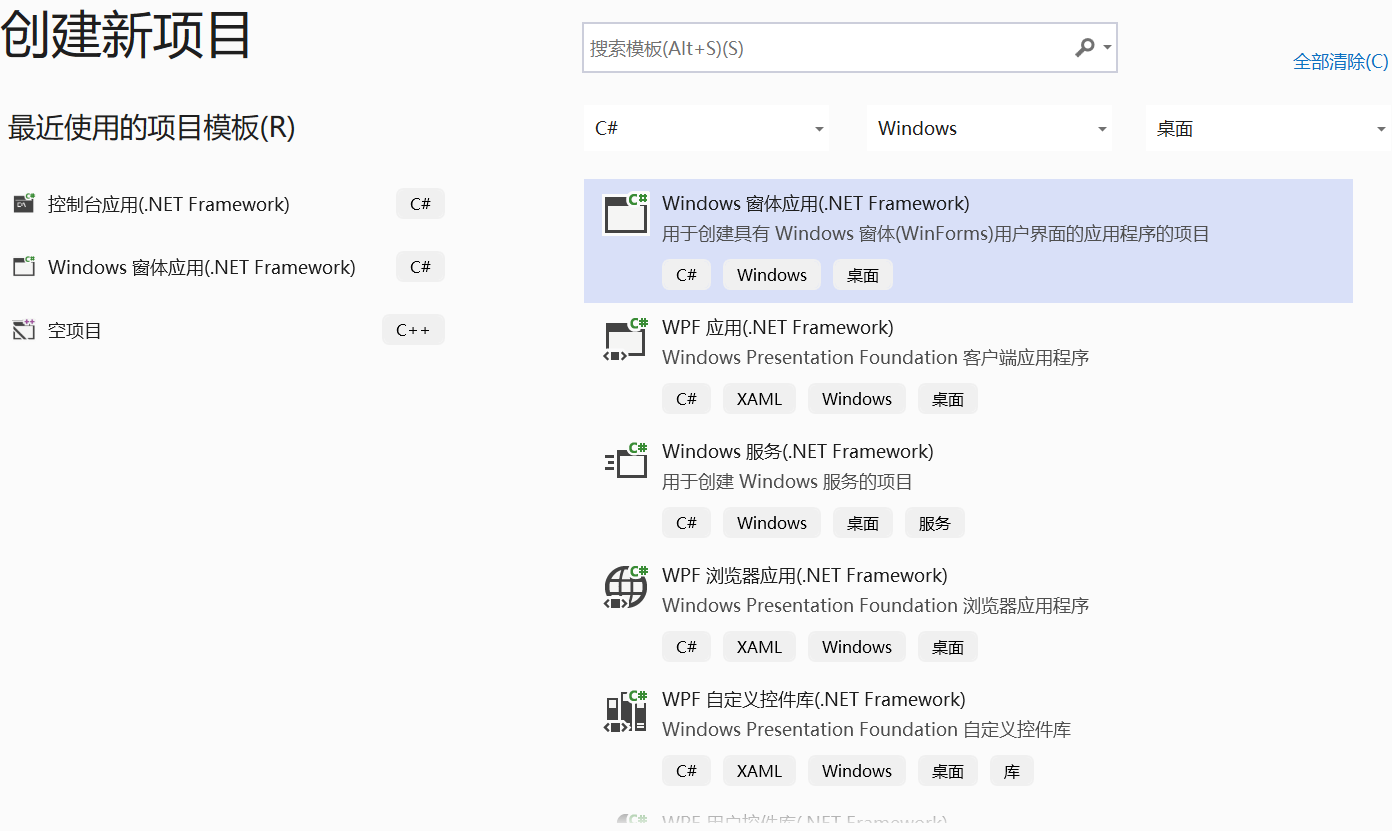 创建新项目
搜索模板(Alt+S)(S)
全部清除(C)
最近使用的项目模板(R)
C#
Windows
桌面
控制台应用(.NET Framework)
C#
Windows 窗体应用(.NET Framework)
C#
空项目
C++
Windows 窗体应用(.NET Framework)
用于创建具有 Windows 窗体(WinForms)用户界面的应用程序的项目
C# Windows 桌面
WPF 应用(.NET Framework)
Windows Presentation Foundation 客户端应用程序
C# XAML Windows 桌面
Windows 服务(.NET Framework)
用于创建 Windows 服务的项目
C# Windows 桌面 服务
WPF 浏览器应用(.NET Framework)
Windows Presentation Foundation 浏览器应用程序
C# XAML Windows 桌面
WPF 自定义控件库(.NET Framework)
Windows Presentation Foundation 自定义控件库
C# XAML Windows 桌面 库
WPF 用户控件库(.NET Framework)